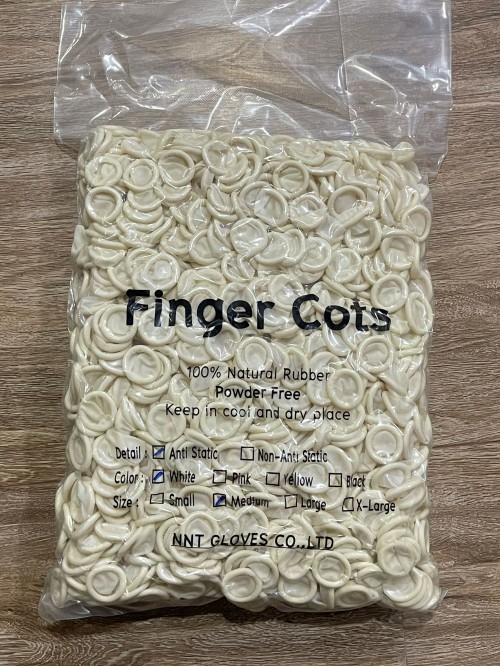 Finger Cots
100% Natural Rubber
Powder Free
Keep in cool and dry place
Detail : ☑ Anti Static ☐ Non-Anti Static
Color : ☑ White ☐ Pink ☐ Yellow ☐ Black
Size : ☐ Small ☑ Medium ☐ Large ☐ X-Large
NNT GLOVES CO.,LTD